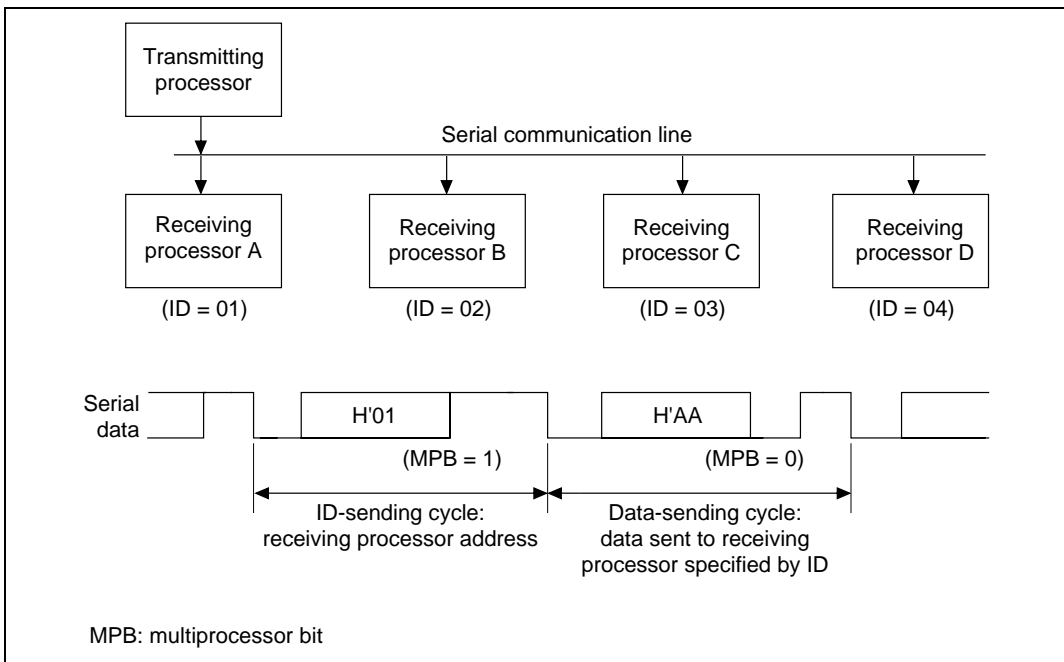 Transmitting
processor
Serial communication line
Receiving
processor A
Receiving
processor B
Receiving
processor C
Receiving
processor D
(ID = 01)
(ID = 02)
(ID = 03)
(ID = 04)
Serial
data
H'01
H'AA
(MPB = 1)
(MPB = 0)
ID-sending cycle:
receiving processor address
Data-sending cycle:
data sent to receiving
processor specified by ID
MPB: multiprocessor bit